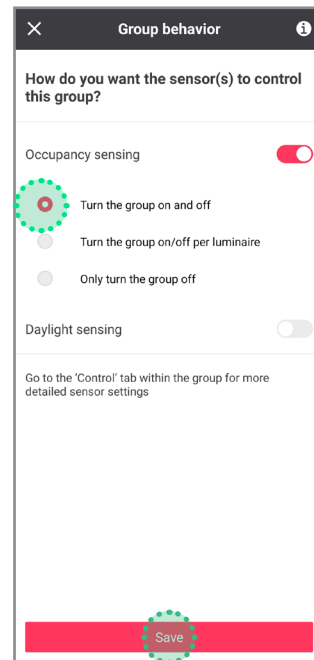 Group behavior
How do you want the sensor(s) to control
this group?
Occupancy sensing
Turn the group on and off
Turn the group on/off per luminaire
Only turn the group off
Daylight sensing
Go to the ‘Control’ tab within the group for more
detailed sensor settings
Save